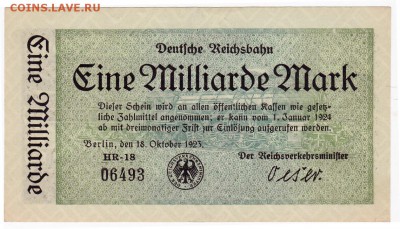 COINS.LAVE.RU
Eine Milliarde
Deutsche Reichsbahn
Eine Milliarde Mark
Dieser Schein wird an allen öffentlichen Kassen wie gesetz-
liche Zahlmittel angenommen; er kann vom 1. Januar 1924
ab mit dreimonatiger Frist zur Einlösung aufgerufen werden.
Berlin, den 18. Oktober 1923.
HR-18
06493
Der Reichsverkehrsminister
Oeser